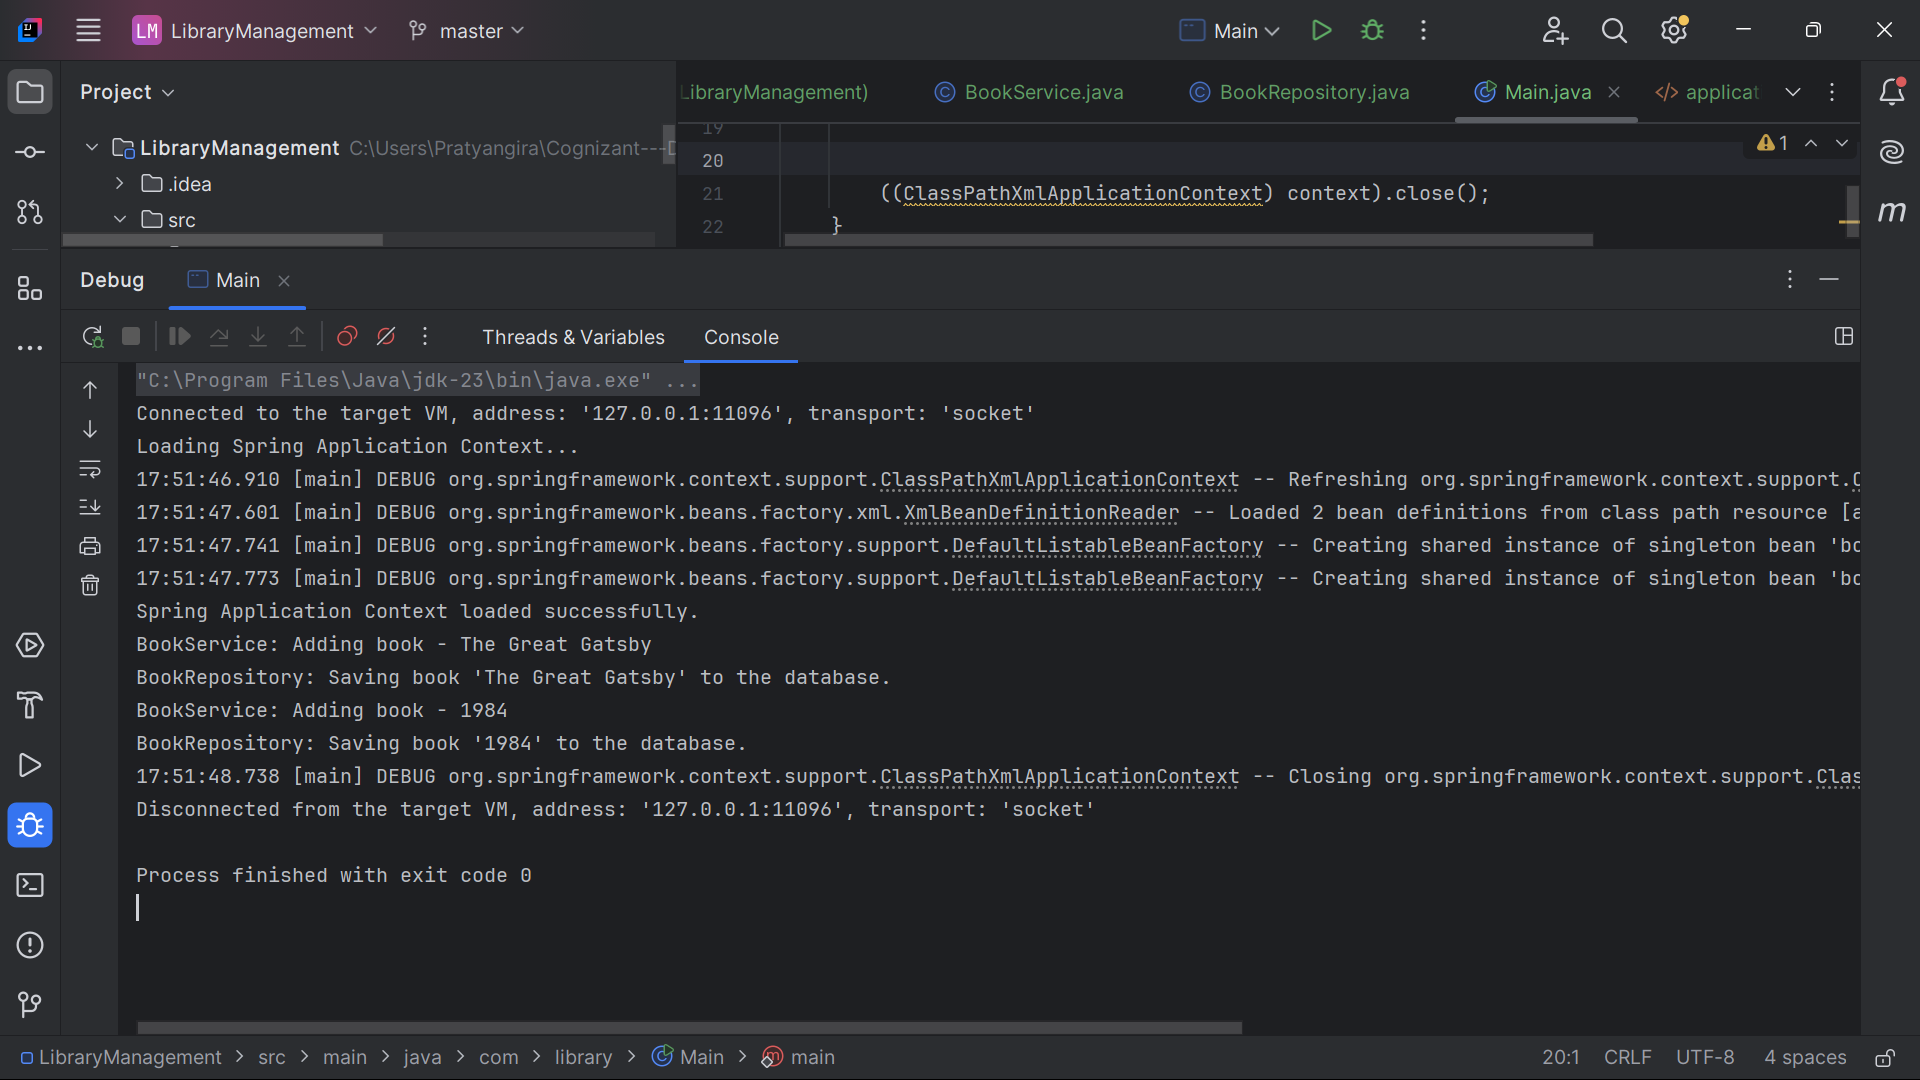 LM LibraryManagement master Main
Project
LibraryManagement) BookService.java BookRepository.java Main.java applicat
LibraryManagement C:\Users\Pratyangira\Cognizant---D
.idea
src
19
20
21 ((ClassPathXmlApplicationContext) context).close();
22 }
1
Debug Main
Threads & Variables Console
"C:\Program Files\Java\jdk-23\bin\java.exe" ...
Connected to the target VM, address: '127.0.0.1:11096', transport: 'socket'
Loading Spring Application Context...
17:51:46.910 [main] DEBUG org.springframework.context.support.ClassPathXmlApplicationContext -- Refreshing org.springframework.context.support.C
17:51:47.601 [main] DEBUG org.springframework.beans.factory.xml.XmlBeanDefinitionReader -- Loaded 2 bean definitions from class path resource [a
17:51:47.741 [main] DEBUG org.springframework.beans.factory.support.DefaultListableBeanFactory -- Creating shared instance of singleton bean 'bo
17:51:47.773 [main] DEBUG org.springframework.beans.factory.support.DefaultListableBeanFactory -- Creating shared instance of singleton bean 'bo
Spring Application Context loaded successfully.
BookService: Adding book - The Great Gatsby
BookRepository: Saving book 'The Great Gatsby' to the database.
BookService: Adding book - 1984
BookRepository: Saving book '1984' to the database.
17:51:48.738 [main] DEBUG org.springframework.context.support.ClassPathXmlApplicationContext -- Closing org.springframework.context.support.Clas
Disconnected from the target VM, address: '127.0.0.1:11096', transport: 'socket'
Process finished with exit code 0
LibraryManagement > src > main > java > com > library > Main > main 20:1 CRLF UTF-8 4 spaces